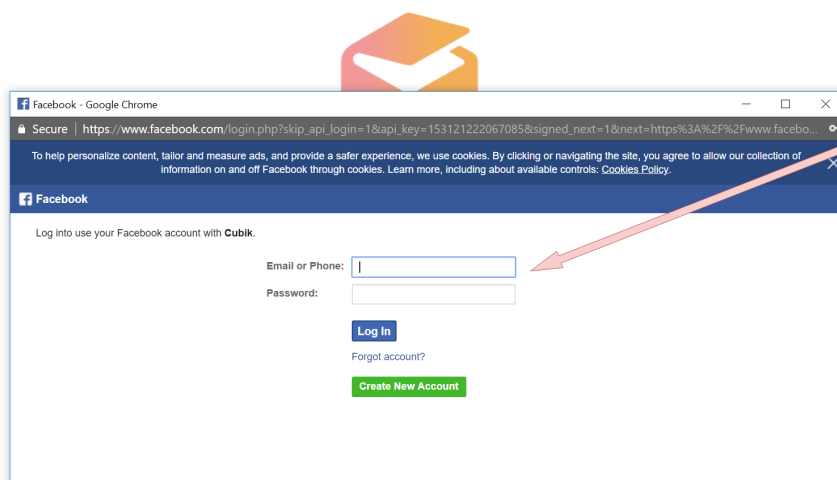 Facebook - Google Chrome
Secure | https://www.facebook.com/login.php?skip_api_login=1&api_key=153121222067085&signed_next=1&next=https%3A%2F%2Fwww.facebo...
To help personalize content, tailor and measure ads, and provide a safer experience, we use cookies. By clicking or navigating the site, you agree to allow our collection of
information on and off Facebook through cookies. Learn more, including about available controls: Cookies Policy.
Facebook
Log into use your Facebook account with Cubik.
Email or Phone:
Password:
Log In
Forgot account?
Create New Account